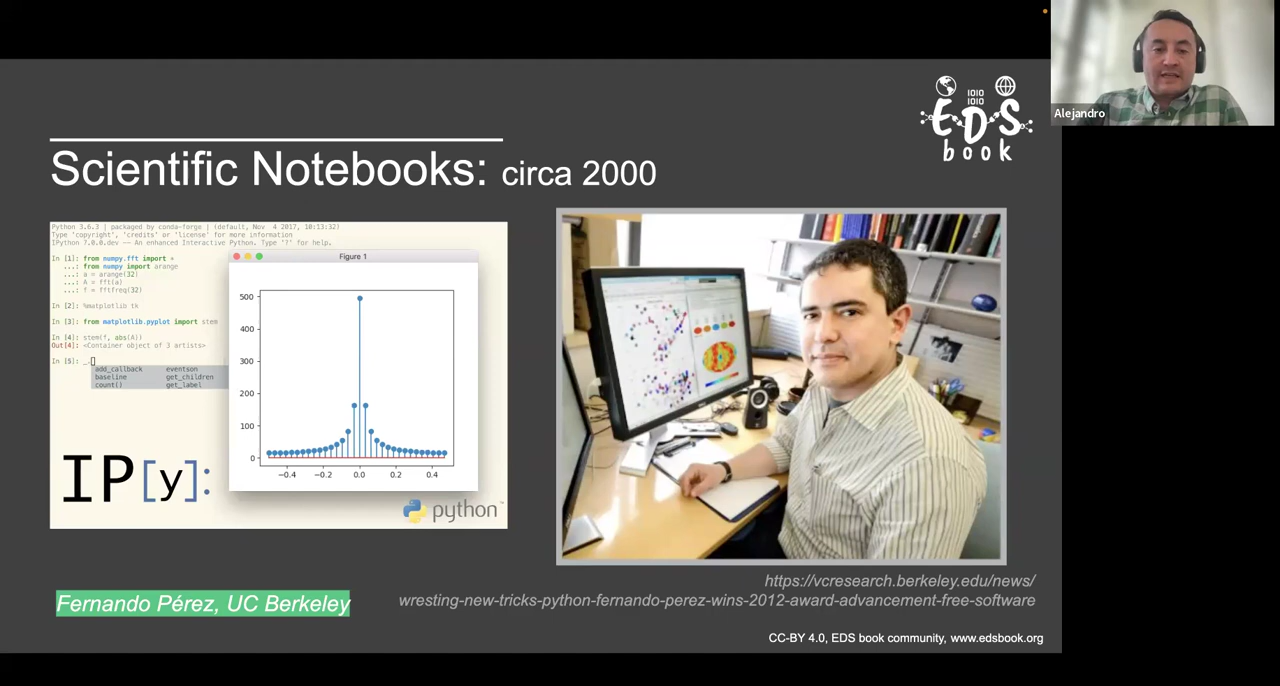 Alejandro
1010
1010
EDS
book
Scientific Notebooks: circa 2000
Python 3.6.3 | packaged by conda-forge | (default, Nov  4 2017, 10:13:32)
Type 'copyright', 'credits' or 'license' for more information
IPython 7.0.0.dev -- An enhanced Interactive Python. Type '?' for help.
In [1]: from numpy.fft import *
...: from numpy import arange
...: a = arange(32)
...: A = fft(a)
...: f = fftfreq(32)
In [2]: %matplotlib tk
In [3]: from matplotlib.pyplot import stem
In [4]: stem(f, abs(A))
Out[4]: <Container object of 3 artists>
In [5]: _.
add_callback eventson
baseline get_children
count() get_label
Figure 1
500
400
300
200
100
0
−0.4 −0.2 0.0 0.2 0.4
IP[y]:
python™
Fernando Pérez, UC Berkeley
https://vcresearch.berkeley.edu/news/
wresting-new-tricks-python-fernando-perez-wins-2012-award-advancement-free-software
CC-BY 4.0, EDS book community, www.edsbook.org